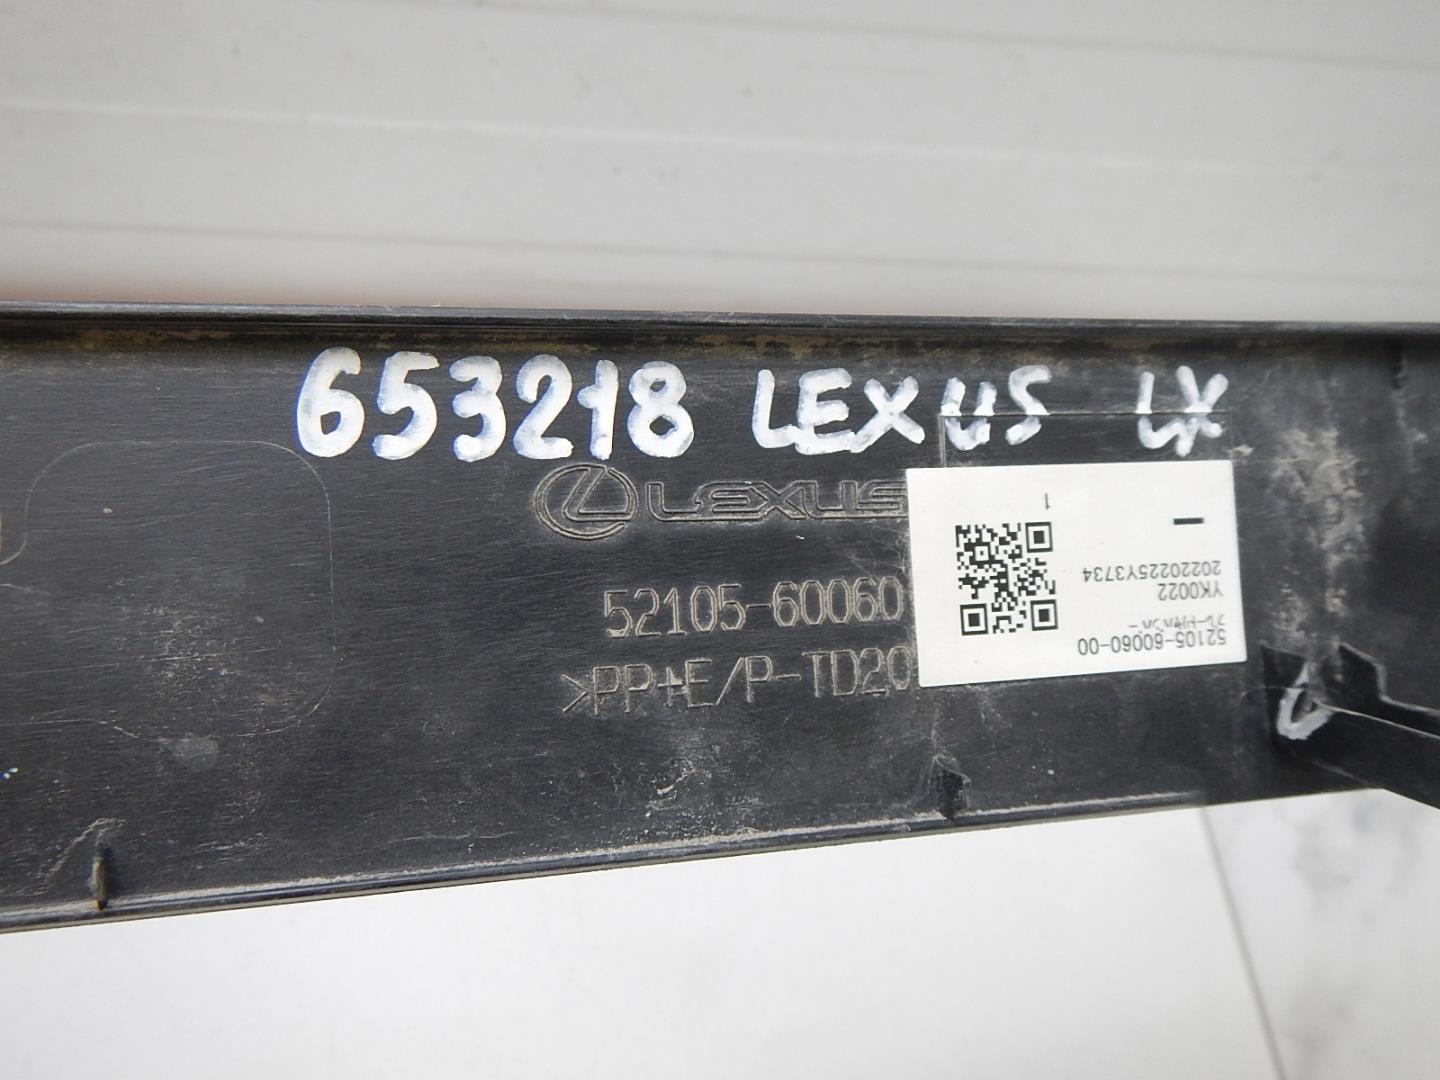 653218 LEXUS LX
LEXUS
52105-60060
>PP+E/P-TD20
52105-60060-00
YK0022
20220225Y3734
1